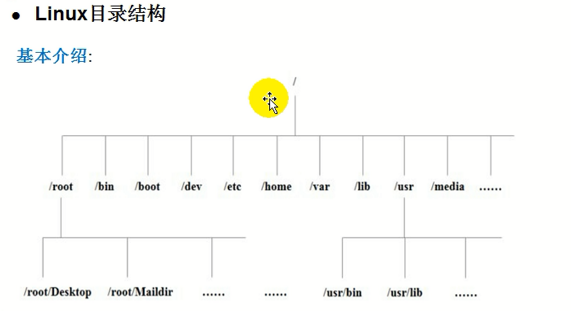 ● Linux目录结构
基本介绍:
/
/root /bin /boot /dev /etc /home /var /lib /usr /media ……
/root/Desktop /root/Maildir …… …… /usr/bin /usr/lib ……